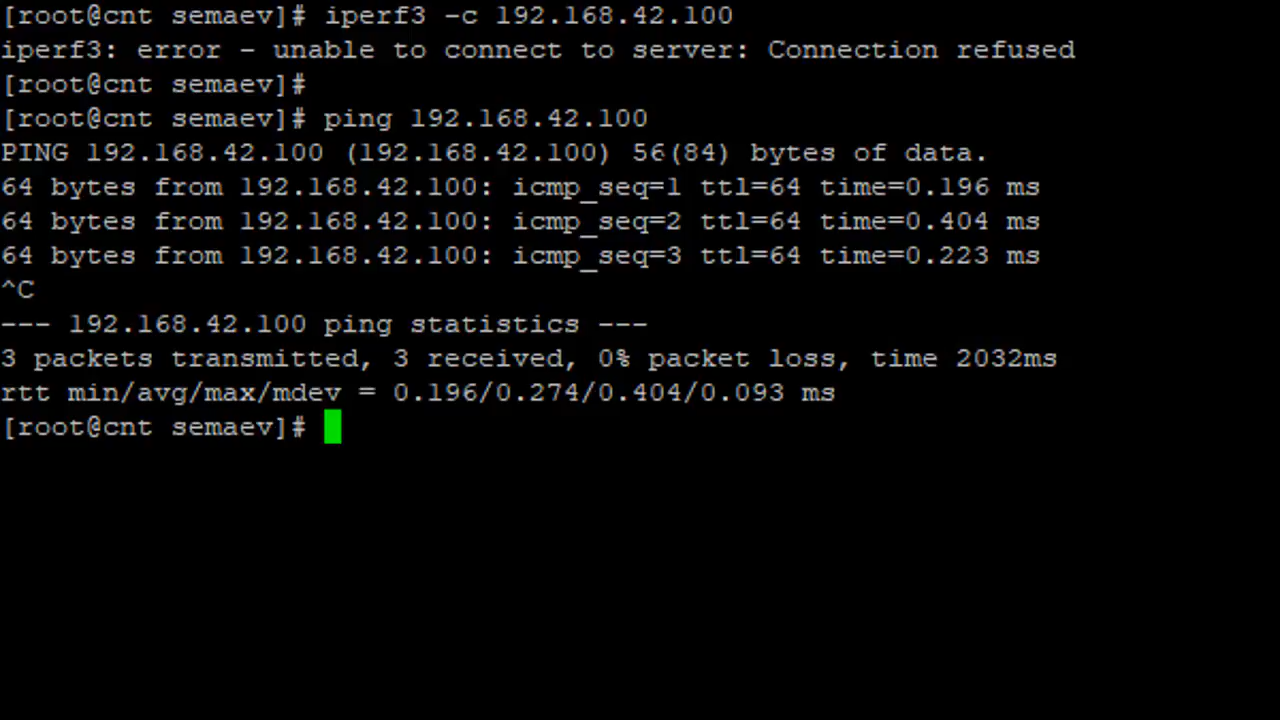 [root@cnt semaev]# iperf3 -c 192.168.42.100
iperf3: error - unable to connect to server: Connection refused
[root@cnt semaev]#
[root@cnt semaev]# ping 192.168.42.100
PING 192.168.42.100 (192.168.42.100) 56(84) bytes of data.
64 bytes from 192.168.42.100: icmp_seq=1 ttl=64 time=0.196 ms
64 bytes from 192.168.42.100: icmp_seq=2 ttl=64 time=0.404 ms
64 bytes from 192.168.42.100: icmp_seq=3 ttl=64 time=0.223 ms
^C
--- 192.168.42.100 ping statistics ---
3 packets transmitted, 3 received, 0% packet loss, time 2032ms
rtt min/avg/max/mdev = 0.196/0.274/0.404/0.093 ms
[root@cnt semaev]#